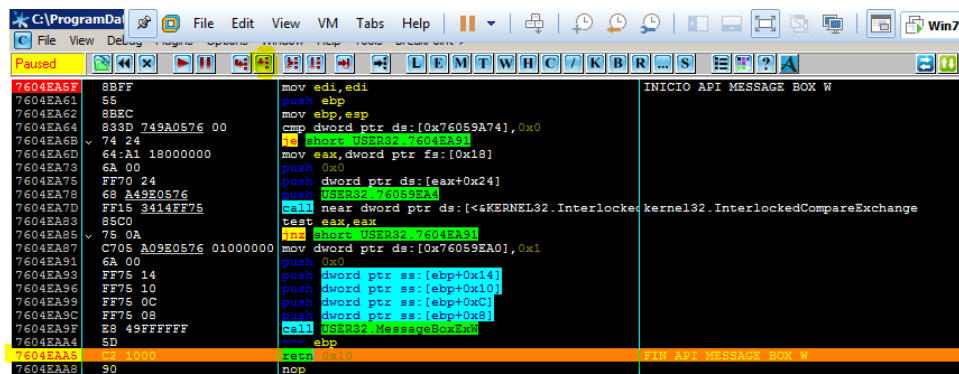 C:\ProgramDat File Edit View VM Tabs Help Win7
C File View Debug Plugins Options Window Help Tools BreakPoint->
Paused L E M T W H C / K B R ... S ? A
7604EA5F 8BFF mov edi,edi INICIO API MESSAGE BOX W
7604EA61 55 push ebp
7604EA62 8BEC mov ebp,esp
7604EA64 833D 749A0576 00 cmp dword ptr ds:[0x76059A74],0x0
7604EA6B 74 24 je short USER32.7604EA91
7604EA6D 64:A1 18000000 mov eax,dword ptr fs:[0x18]
7604EA73 6A 00 push 0x0
7604EA75 FF70 24 push dword ptr ds:[eax+0x24]
7604EA78 68 A49E0576 push USER32.76059EA4
7604EA7D FF15 3414FF75 call near dword ptr ds:[<&KERNEL32.Interlocked kernel32.InterlockedCompareExchange
7604EA83 85C0 test eax,eax
7604EA85 75 0A jnz short USER32.7604EA91
7604EA87 C705 A09E0576 01000000 mov dword ptr ds:[0x76059EA0],0x1
7604EA91 6A 00 push 0x0
7604EA93 FF75 14 push dword ptr ss:[ebp+0x14]
7604EA96 FF75 10 push dword ptr ss:[ebp+0x10]
7604EA99 FF75 0C push dword ptr ss:[ebp+0xC]
7604EA9C FF75 08 push dword ptr ss:[ebp+0x8]
7604EA9F E8 49FFFFFF call USER32.MessageBoxExW
7604EAA4 5D pop ebp
7604EAA5 C2 1000 retn 0x10 FIN API MESSAGE BOX W
7604EAA8 90 nop